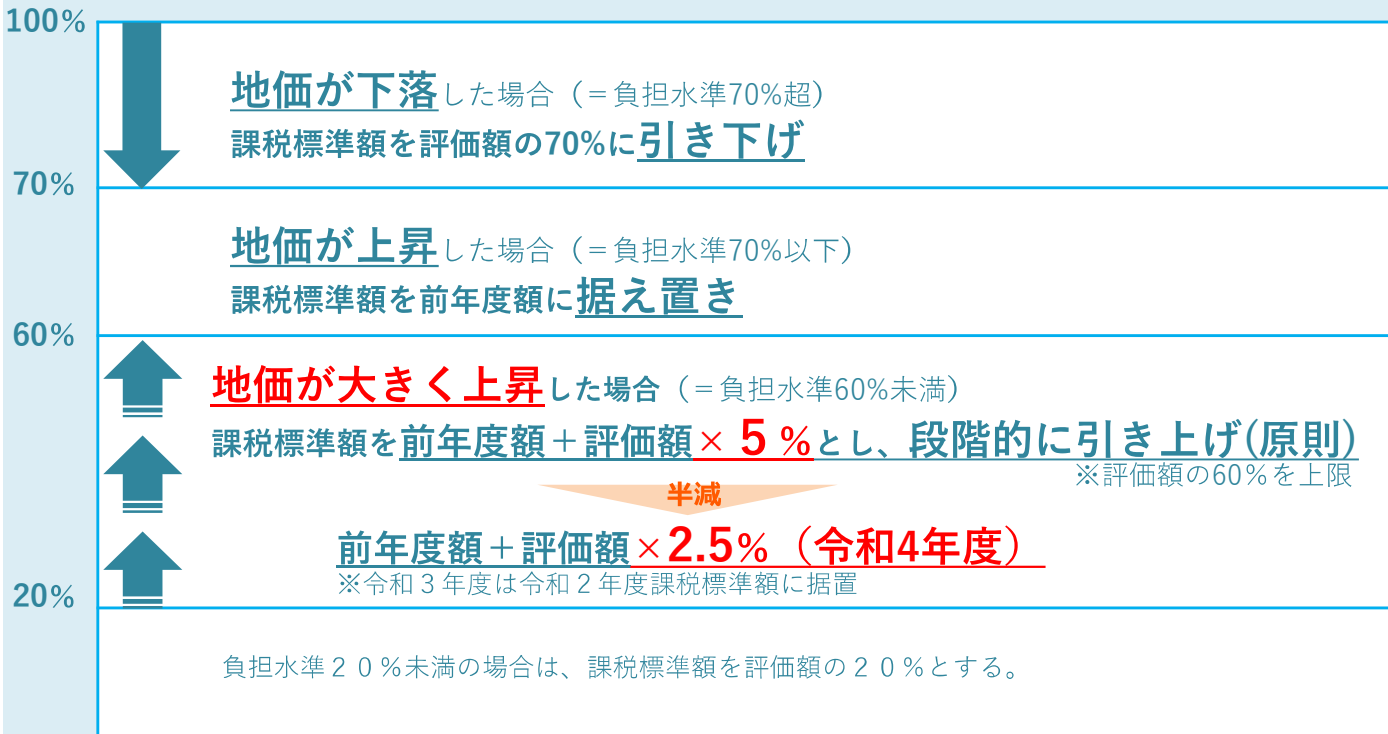 100%
地価が下落した場合（＝負担水準70%超）
課税標準額を評価額の70%に引き下げ
70%
地価が上昇した場合（＝負担水準70%以下）
課税標準額を前年度額に据え置き
60%
地価が大きく上昇した場合（＝負担水準60%未満）
課税標準額を前年度額＋評価額×５%とし、段階的に引き上げ(原則)
※評価額の60%を上限
半減
前年度額＋評価額×2.5%（令和4年度）
※令和３年度は令和２年度課税標準額に据置
20%
負担水準２０%未満の場合は、課税標準額を評価額の２０%とする。